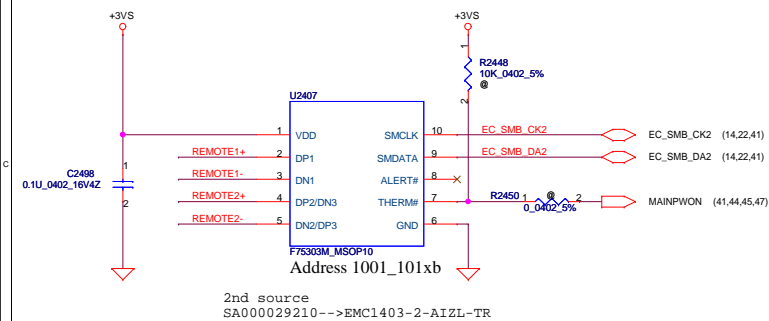 +3VS
+3VS
1
R2448
10K_0402_5%
@
2
U2407
1 VDD SMCLK 10 EC_SMB_CK2 EC_SMB_CK2 (14,22,41)
REMOTE1+ 2 DP1 SMDATA 9 EC_SMB_DA2 EC_SMB_DA2 (14,22,41)
REMOTE1- 3 DN1 ALERT# 8
REMOTE2+ 4 DP2/DN3 THERM# 7 R2450 1 @ 2 MAINPWON (41,44,45,47)
0_0402_5%
REMOTE2- 5 DN2/DP3 GND 6
C
C2498
0.1U_0402_16V4Z
1
2
F75303M_MSOP10
Address 1001_101xb
2nd source
SA000029210-->EMC1403-2-AIZL-TR